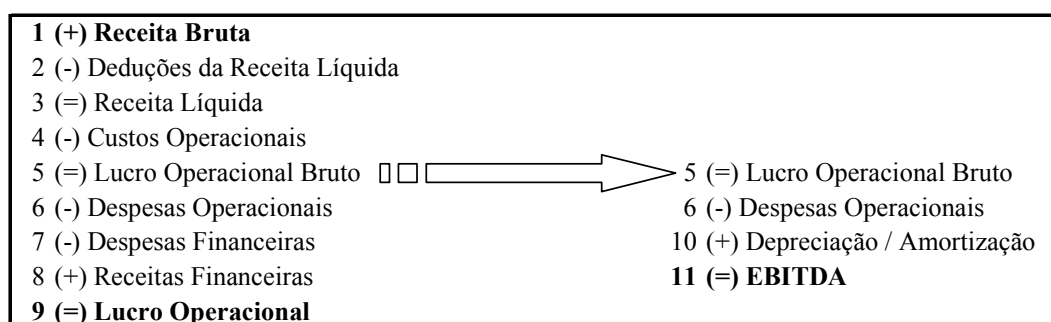 1 (+) Receita Bruta
2 (-) Deduções da Receita Líquida
3 (=) Receita Líquida
4 (-) Custos Operacionais
5 (=) Lucro Operacional Bruto
6 (-) Despesas Operacionais
7 (-) Despesas Financeiras
8 (+) Receitas Financeiras
9 (=) Lucro Operacional
5 (=) Lucro Operacional Bruto
6 (-) Despesas Operacionais
10 (+) Depreciação / Amortização
11 (=) EBITDA